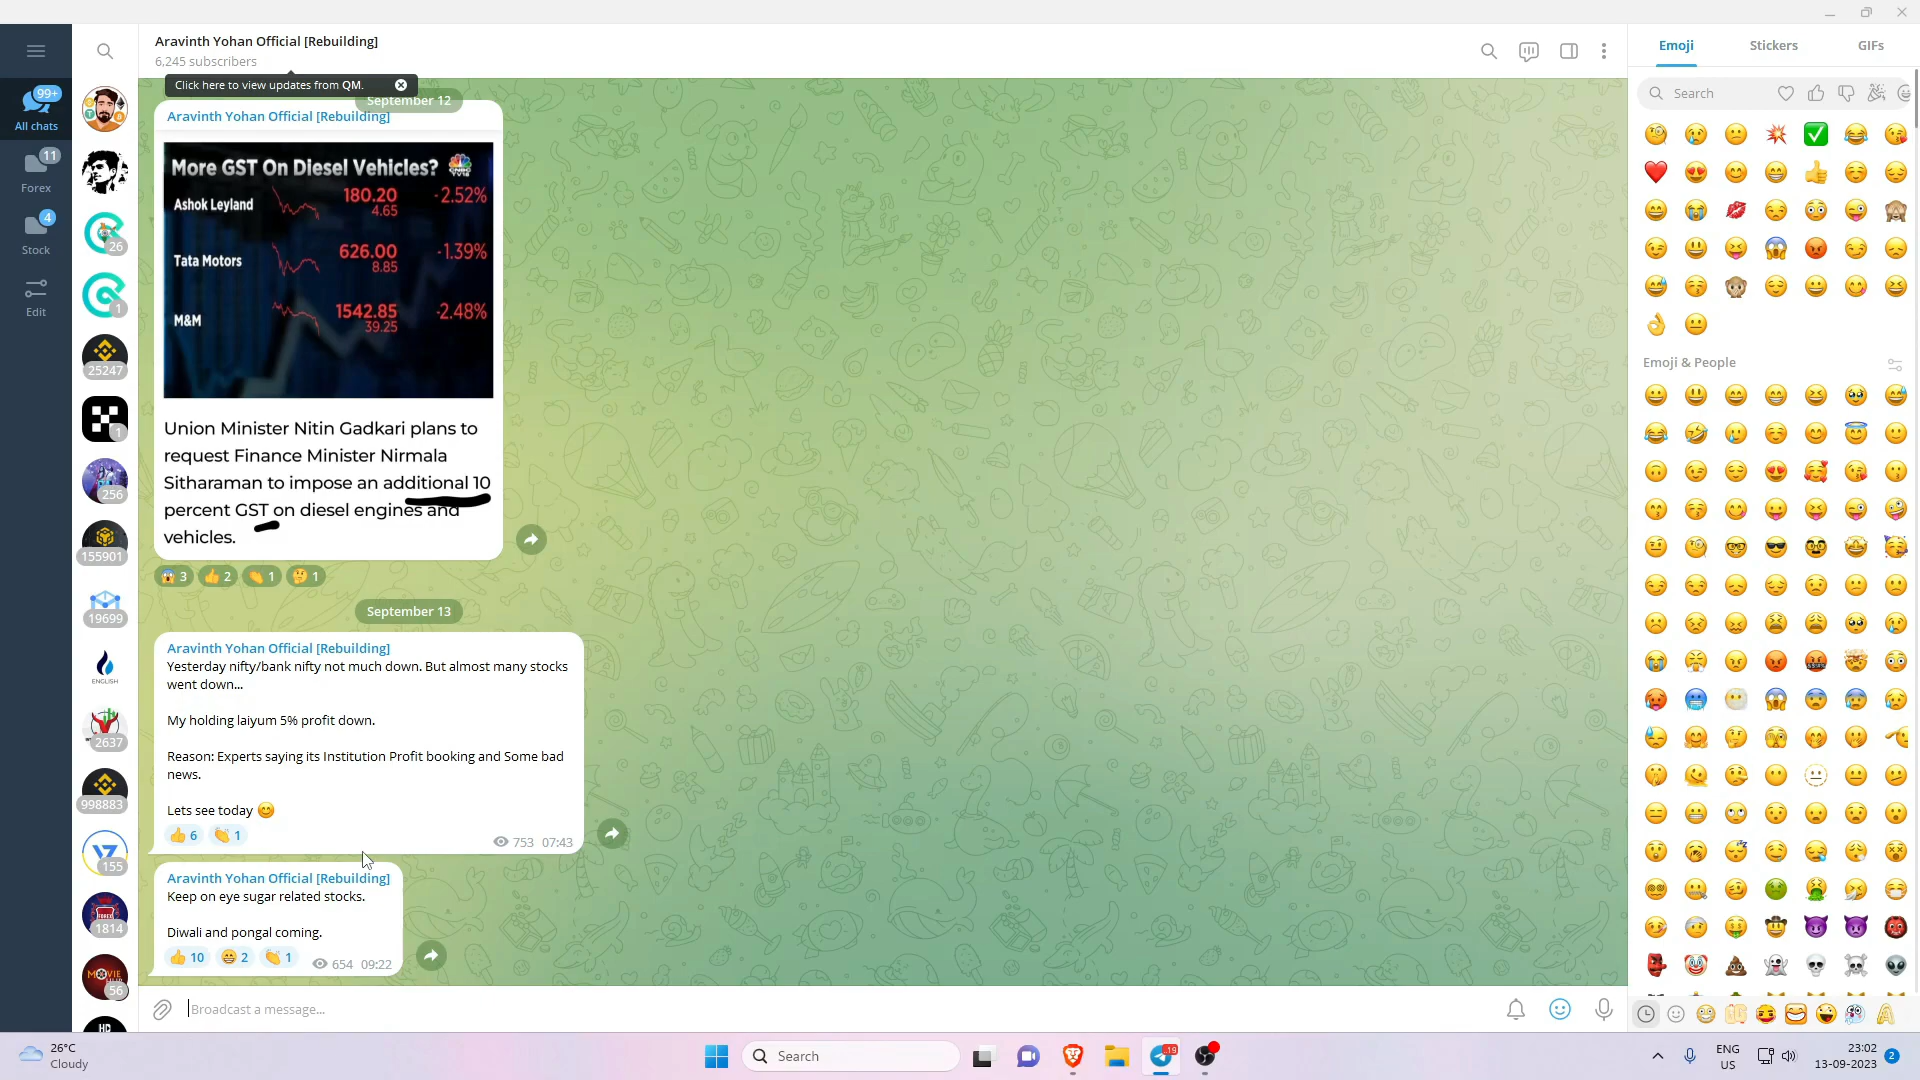 Aravinth Yohan Official [Rebuilding]
6,245 subscribers
Click here to view updates from QM.
September 12
Aravinth Yohan Official [Rebuilding]
More GST On Diesel Vehicles?
Ashok Leyland
180.20
4.65
-2.52%
Tata Motors
626.00
8.85
-1.39%
M&M
1542.85
39.25
-2.48%
Union Minister Nitin Gadkari plans to
request Finance Minister Nirmala
Sitharaman to impose an additional 10
percent GST on diesel engines and
vehicles.
3
2
1
1
September 13
Aravinth Yohan Official [Rebuilding]
Yesterday nifty/bank nifty not much down. But almost many stocks
went down...
My holding laiyum 5% profit down.
Reason: Experts saying its Institution Profit booking and Some bad
news.
Lets see today
6
1
753 07:43
Aravinth Yohan Official [Rebuilding]
Keep on eye sugar related stocks.
Diwali and pongal coming.
10
2
1
654 09:22
Broadcast a message...
99+
All chats
11
Forex
4
Stock
Edit
26
1
25247
1
256
155901
19699
ENGLISH
2637
998883
155
FOREX
1814
MOVIE
56
HD
Emoji
Stickers
GIFs
Search
Emoji & People
26°C
Cloudy
Search
19
ENG
US
23:02
13-09-2023
2